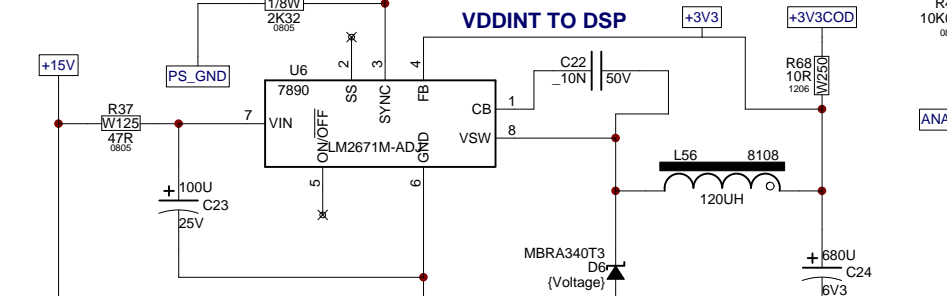 1/8W
2K32
0805
VDDINT TO DSP
+3V3
+3V3COD
10K
+15V
PS_GND
U6
7890
2
3
4
SS
SYNC
FB
C22
_10N
50V
R68
10R
1206
W250
R37
W125
47R
0805
7
VIN
ON/OFF
LM2671M-ADJ
GND
CB
1
VSW
8
ANA
5
6
L56
8108
120UH
+
100U
C23
25V
MBRA340T3
D6
{Voltage}
+
680U
C24
6V3